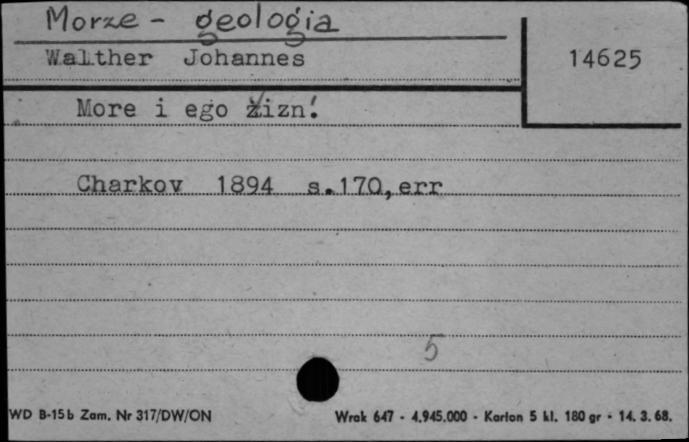 Morze - geologia
Walther Johannes
14625
More i ego žizn!
Charkov 1894 s.170,err
5
WD B-15b Zam. Nr 317/DW/ON
Wrak 647 - 4.945.000 - Karton 5 kl. 180 gr - 14. 3. 68.